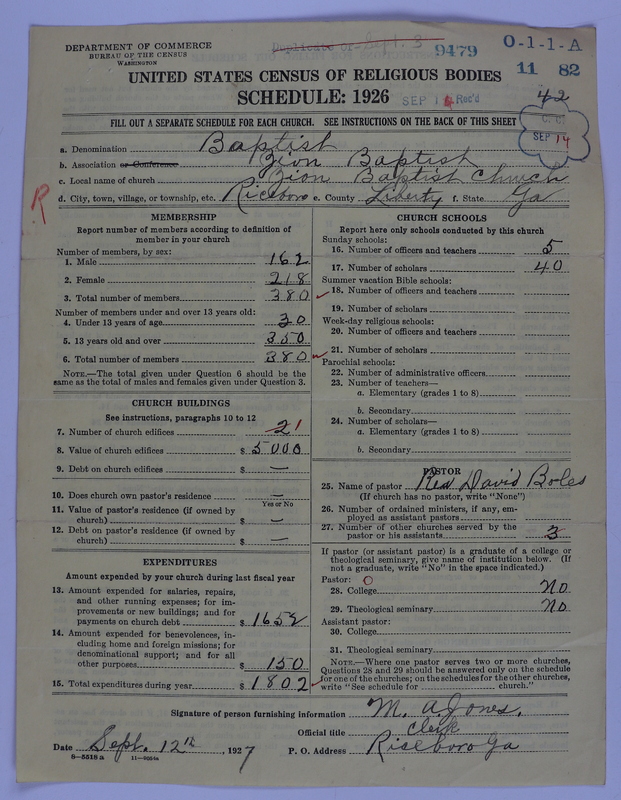 DEPARTMENT OF COMMERCE
BUREAU OF THE CENSUS
WASHINGTON
Duplicate of Sept. 3
9479
O-1-1-A
11 82
UNITED STATES CENSUS OF RELIGIOUS BODIES
SCHEDULE: 1926
SEP 14 Rec'd
42
FILL OUT A SEPARATE SCHEDULE FOR EACH CHURCH. SEE INSTRUCTIONS ON THE BACK OF THIS SHEET
SEP 14
a. Denomination Baptist
b. Association or Conference Zion Baptist
c. Local name of church Zion Baptist Church
d. City, town, village, or township, etc. Riceboro e. County Liberty f. State Ga
R
MEMBERSHIP
Report number of members according to definition of
member in your church
Number of members, by sex:
1. Male 162
2. Female 218
3. Total number of members 380
Number of members under and over 13 years old:
4. Under 13 years of age 30
5. 13 years old and over 350
6. Total number of members 380
NOTE.—The total given under Question 6 should be the
same as the total of males and females given under Question 3.
CHURCH BUILDINGS
See instructions, paragraphs 10 to 12
7. Number of church edifices 2 1
8. Value of church edifices $ 5000
9. Debt on church edifices $ —
10. Does church own pastor's residence —
Yes or No
11. Value of pastor's residence (if owned by
church) $ —
12. Debt on pastor's residence (if owned by
church) $ —
EXPENDITURES
Amount expended by your church during last fiscal year
13. Amount expended for salaries, repairs,
and other running expenses; for im-
provements or new buildings; and for
payments on church debt $ 1652
14. Amount expended for benevolences, in-
cluding home and foreign missions; for
denominational support; and for all
other purposes $ 150
15. Total expenditures during year $ 1802
CHURCH SCHOOLS
Report here only schools conducted by this church
Sunday schools:
16. Number of officers and teachers 5
17. Number of scholars 40
Summer vacation Bible schools:
18. Number of officers and teachers
19. Number of scholars
Week-day religious schools:
20. Number of officers and teachers
21. Number of scholars
Parochial schools:
22. Number of administrative officers
23. Number of teachers—
a. Elementary (grades 1 to 8)
b. Secondary
24. Number of scholars—
a. Elementary (grades 1 to 8)
b. Secondary
PASTOR
25. Name of pastor Rev David Boles
(If church has no pastor, write "None")
26. Number of ordained ministers, if any, em-
ployed as assistant pastors
27. Number of other churches served by the
pastor or his assistants 3
If pastor (or assistant pastor) is a graduate of a college or
theological seminary, give name of institution below. (If
not a graduate, write "No" in the space indicated.)
Pastor: O
28. College No
29. Theological seminary No
Assistant pastor:
30. College
31. Theological seminary
NOTE.—Where one pastor serves two or more churches,
Questions 28 and 29 should be answered only on the schedule
for one of the churches; on the schedules for the other churches,
write "See schedule for church."
Signature of person furnishing information M. A. Jones.
Official title Clerk
Date Sept. 12th, 1927 P. O. Address Riceboro Ga
8—5518 a 11—9054a